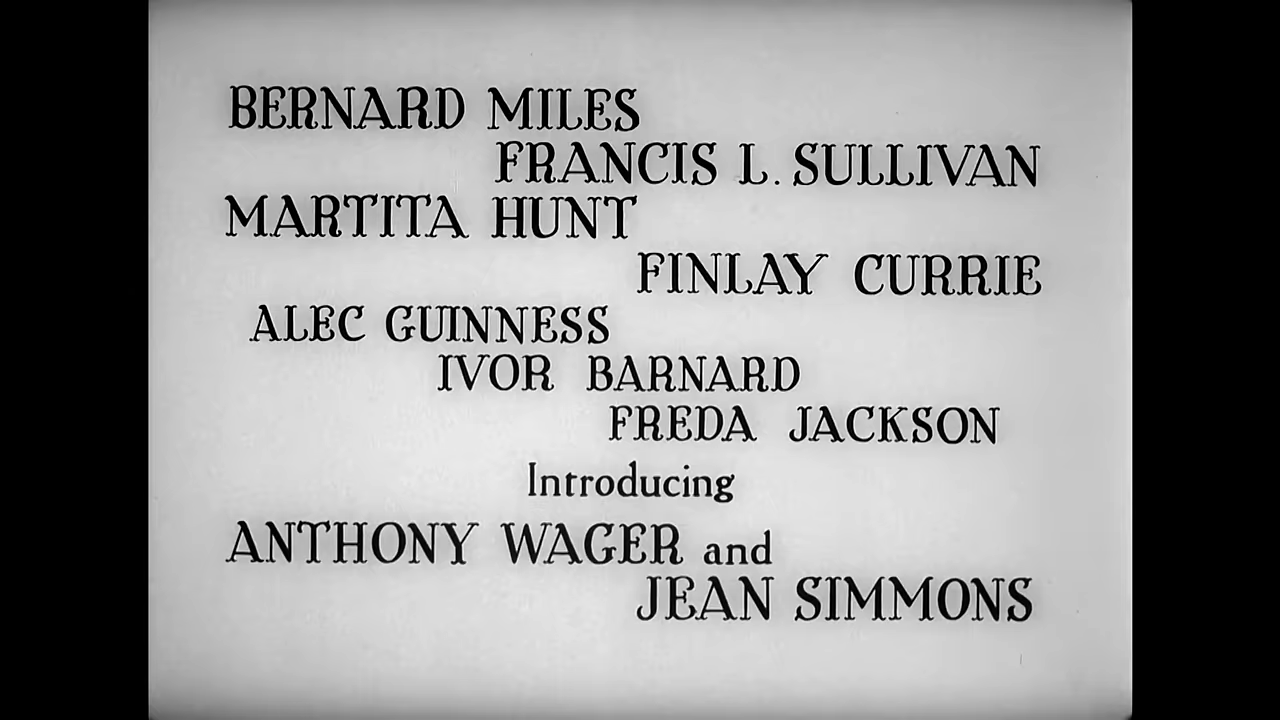 BERNARD MILES
FRANCIS L. SULLIVAN
MARTITA HUNT
FINLAY CURRIE
ALEC GUINNESS
IVOR BARNARD
FREDA JACKSON
Introducing
ANTHONY WAGER and
JEAN SIMMONS